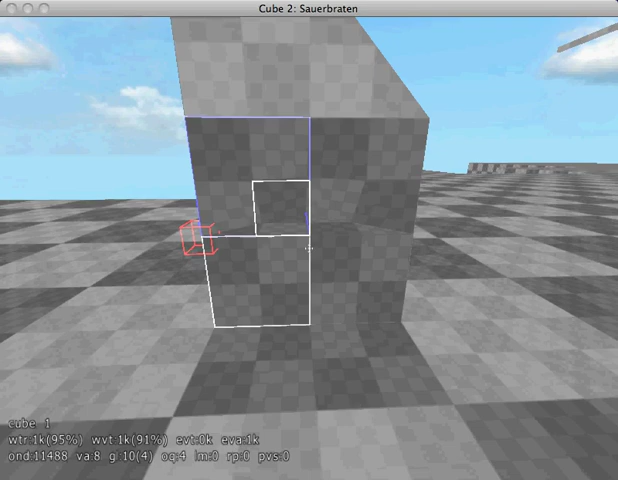 Cube 2: Sauerbraten
cube 1
wtr:1k(95%) wvt:1k(91%) evt:0k eva:1k
ond:11488 va:8 gl:10(4) oq:4 lm:0 rp:0 pvs:0